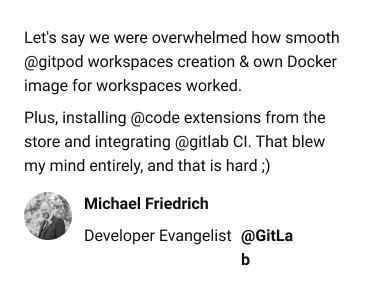 Let's say we were overwhelmed how smooth
@gitpod workspaces creation & own Docker
image for workspaces worked.
Plus, installing @code extensions from the
store and integrating @gitlab CI. That blew
my mind entirely, and that is hard ;)
Michael Friedrich
Developer Evangelist @GitLa
b